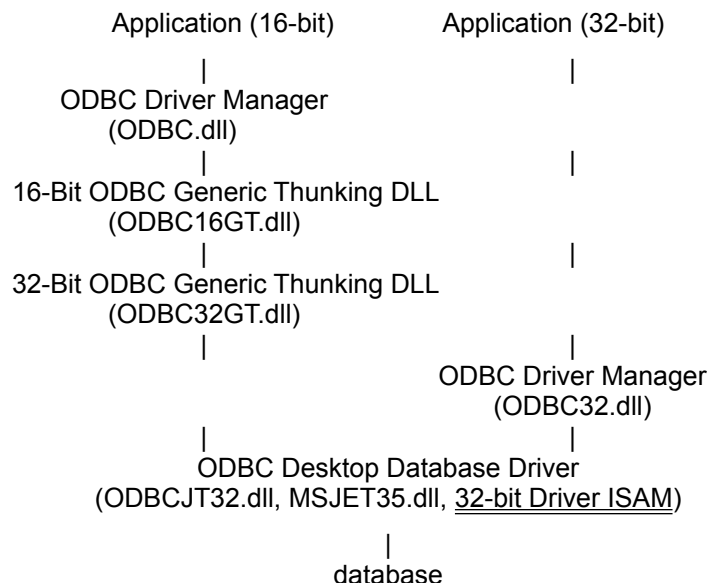 Application (16-bit) Application (32-bit)
| |
ODBC Driver Manager
(ODBC.dll)
| |
16-Bit ODBC Generic Thunking DLL
(ODBC16GT.dll)
| |
32-Bit ODBC Generic Thunking DLL
(ODBC32GT.dll)
| |
ODBC Driver Manager
(ODBC32.dll)
| |
ODBC Desktop Database Driver
(ODBCJT32.dll, MSJET35.dll, 32-bit Driver ISAM)
|
database